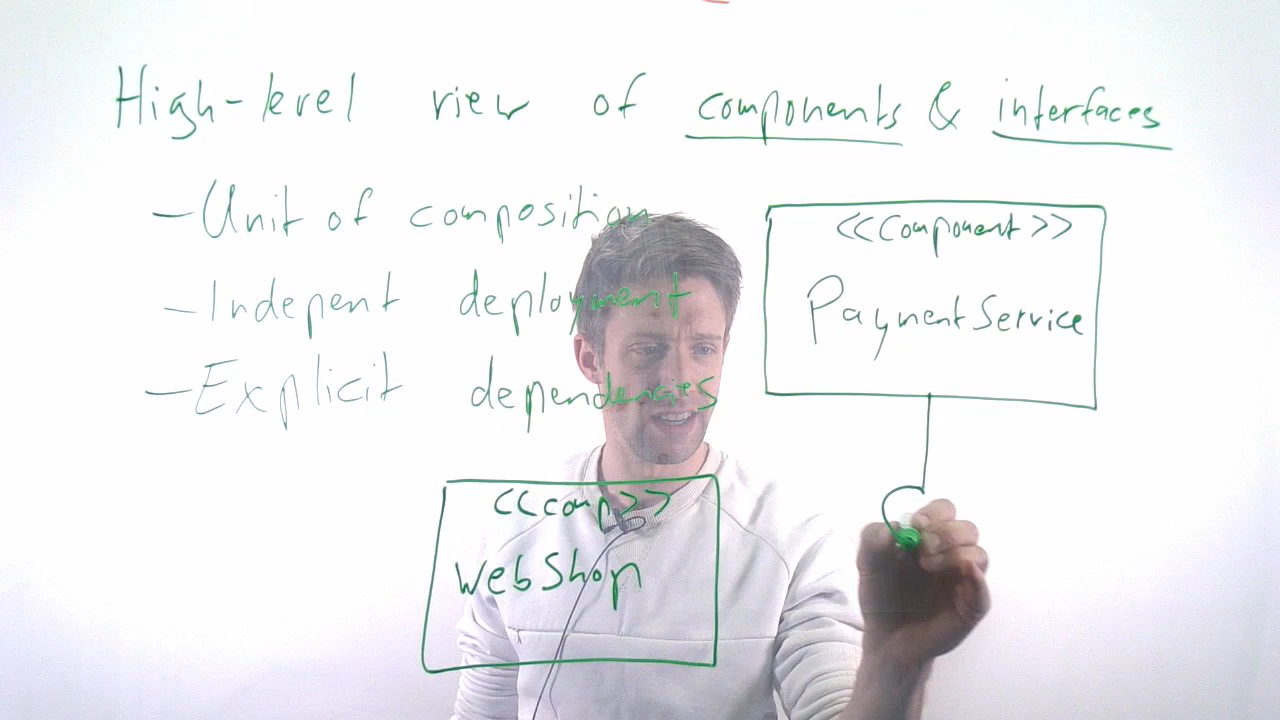 High-level view of components & interfaces
- Unit of composition
- Indepent deployment
- Explicit dependencies
<<component>>
PaymentService
<<comp>>
WebShop